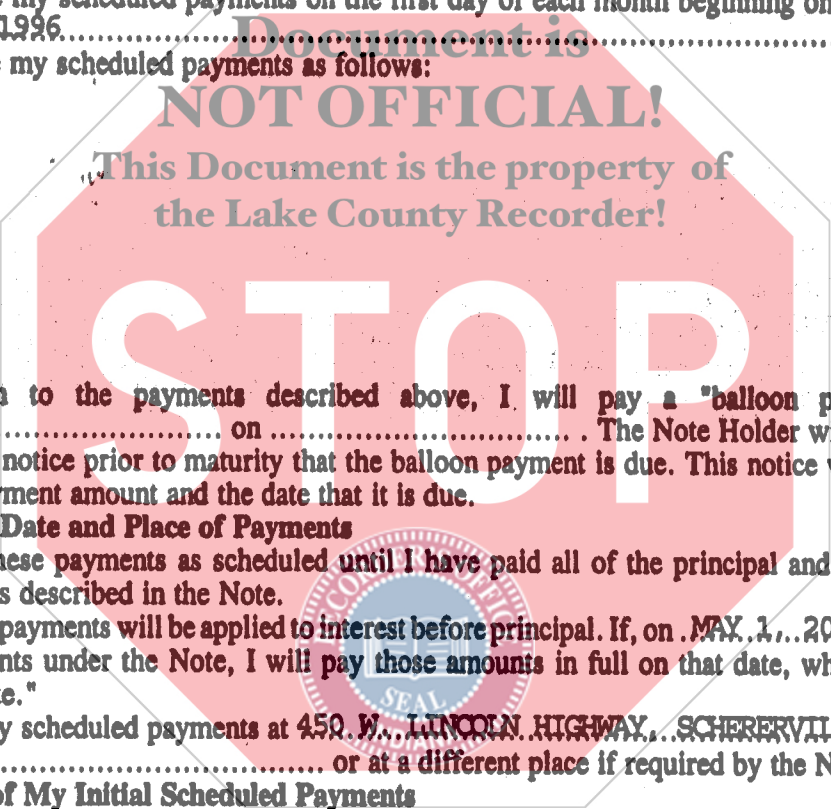 my scheduled payments on the first day of each month beginning on
1996
Document is
my scheduled payments as follows:
NOT OFFICIAL!
This Document is the property of
the Lake County Recorder!
STOP
to the payments described above, I will pay a "balloon p
on . The Note Holder wi
notice prior to maturity that the balloon payment is due. This notice
ment amount and the date that it is due.
Date and Place of Payments
ese payments as scheduled until I have paid all of the principal and
s described in the Note.
payments will be applied to interest before principal. If, on MAY 1, 20
nts under the Note, I will pay those amounts in full on that date, wh
e."
y scheduled payments at 450 W. LINCOLN HIGHWAY, SCHERERVIL
or at a different place if required by the N
of My Initial Scheduled Payments
RECORDER OFFIC
SEAL
DIANA